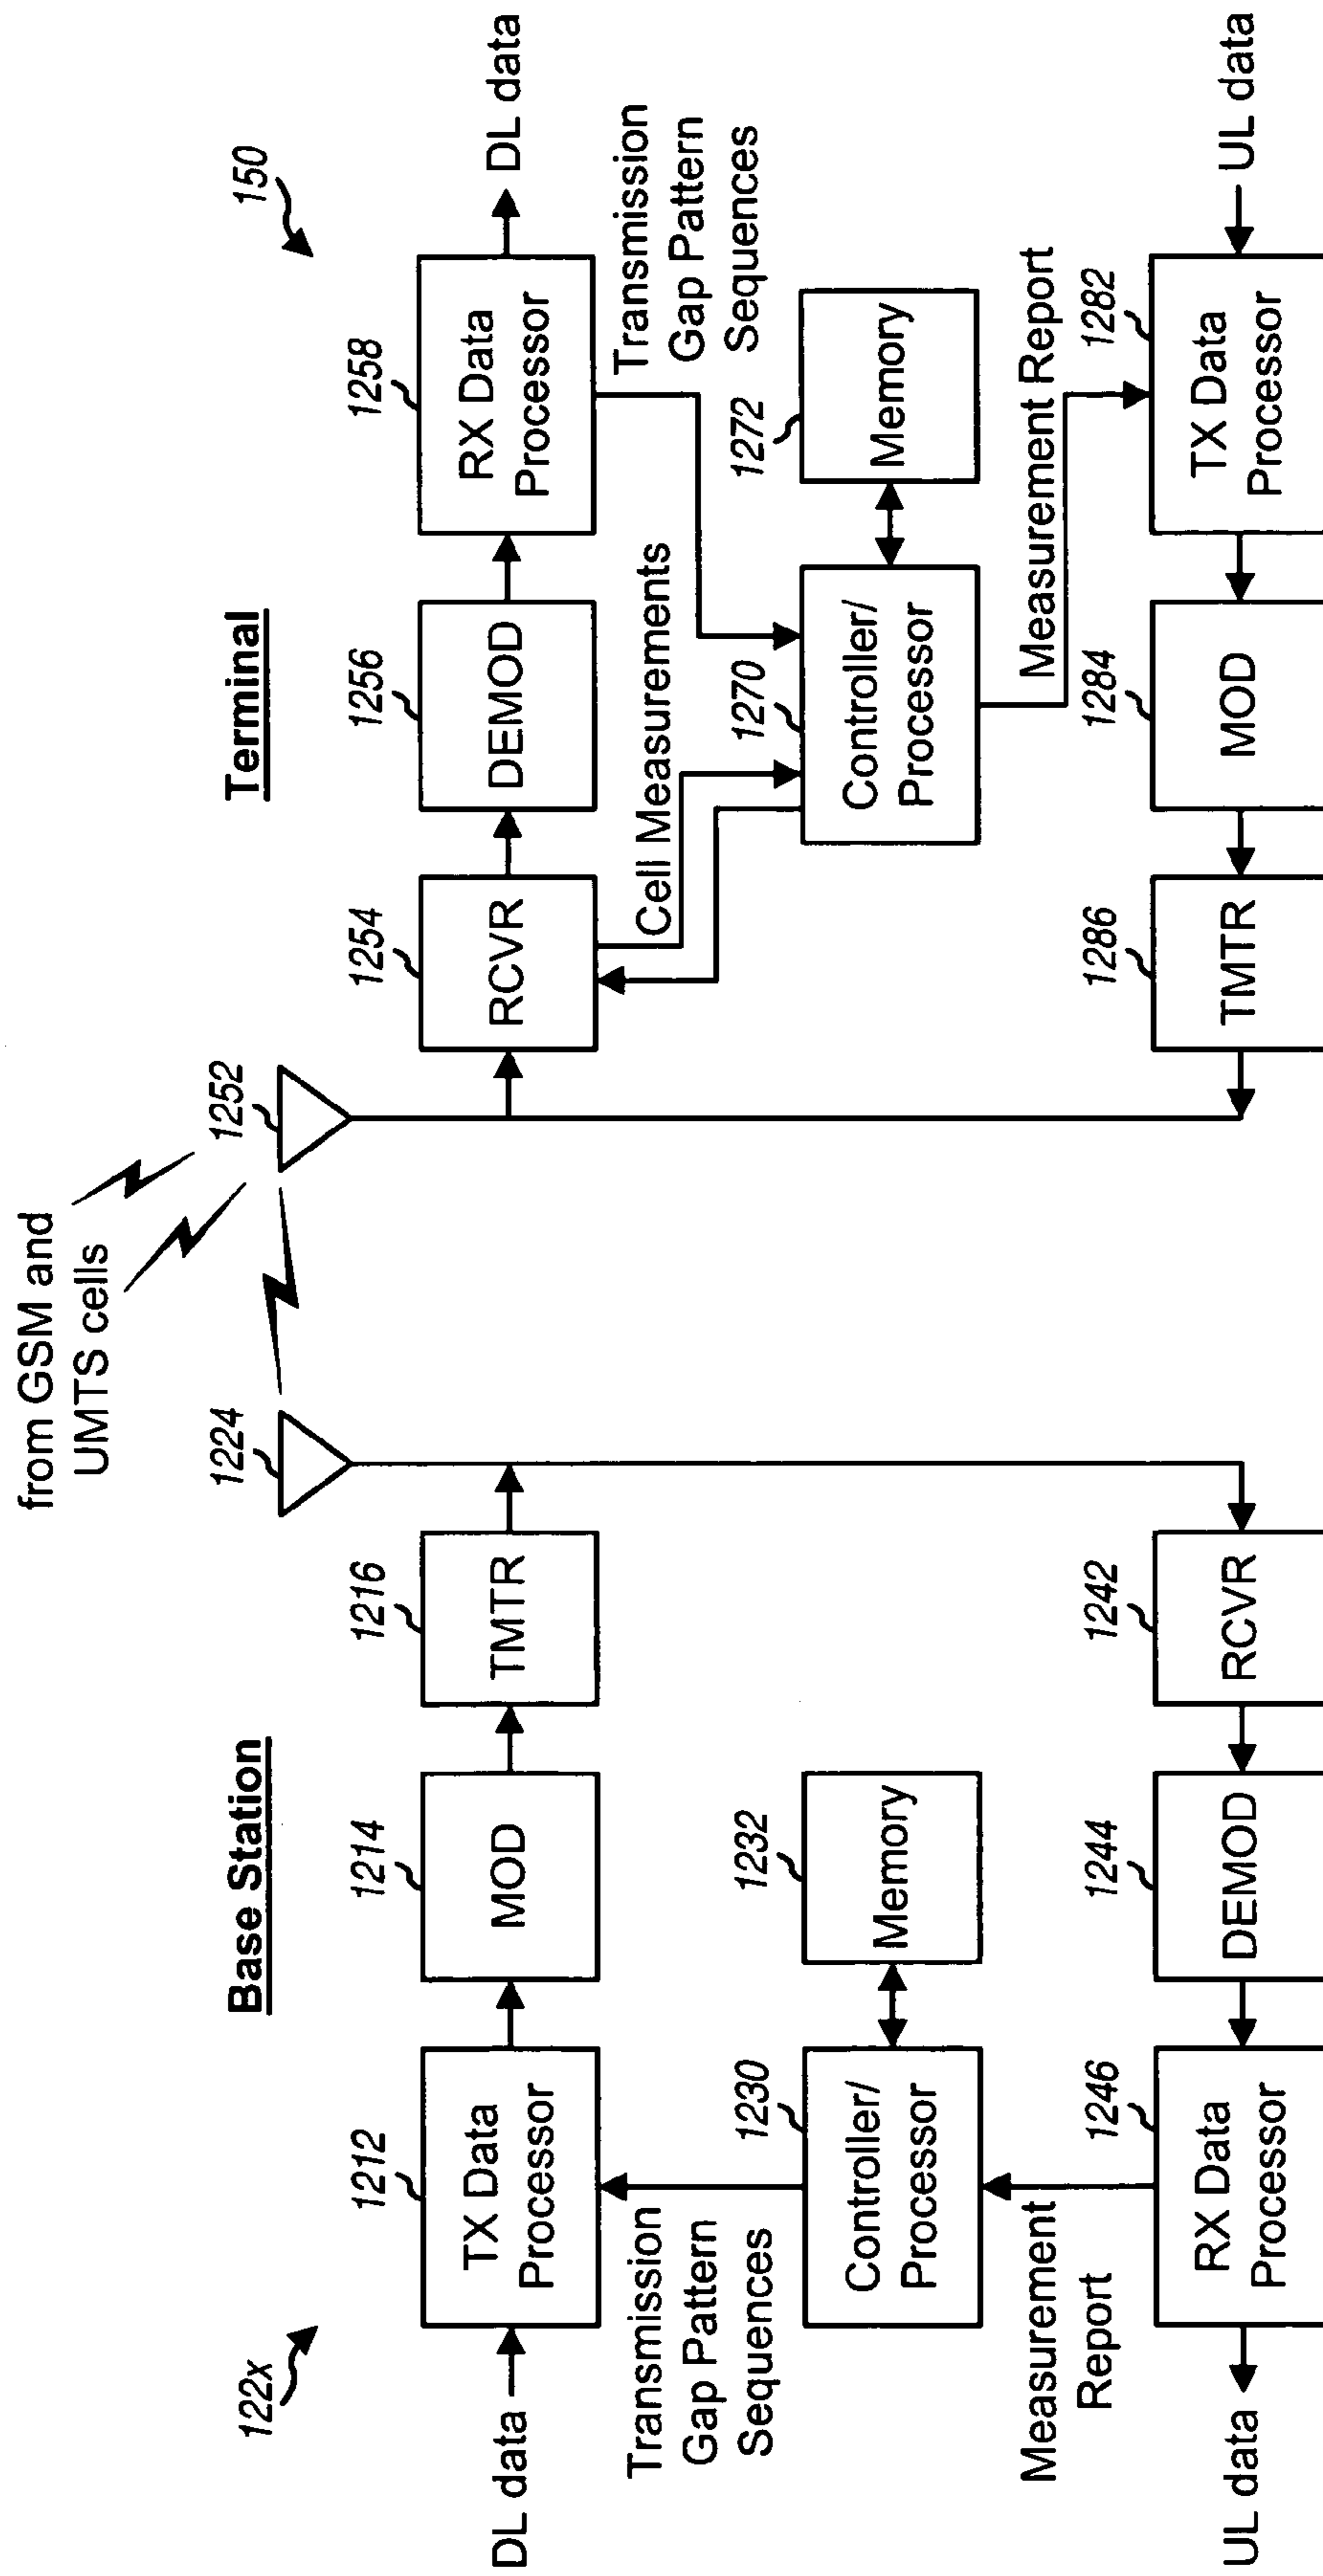 from GSM and
UMTS cells
122x
Base Station
1224
1252
Terminal
150
1212
1214
1216
1254
1256
1258
DL data
TX Data
Processor
MOD
TMTR
RCVR
DEMOD
RX Data
Processor
DL data
Transmission
Gap Pattern
Sequences
Cell Measurements
Transmission
Gap Pattern
Sequences
1230
1232
1270
1272
Controller/
Processor
Memory
Controller/
Processor
Memory
Measurement
Report
Measurement Report
1246
1244
1242
1286
1284
1282
UL data
RX Data
Processor
DEMOD
RCVR
TMTR
MOD
TX Data
Processor
UL data